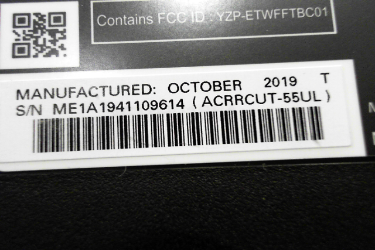 Contains FCC ID : YZP-ETWFFTBC01
MANUFACTURED: OCTOBER 2019 T
S/N ME1A1941109614 ( ACRRCUT-55UL )